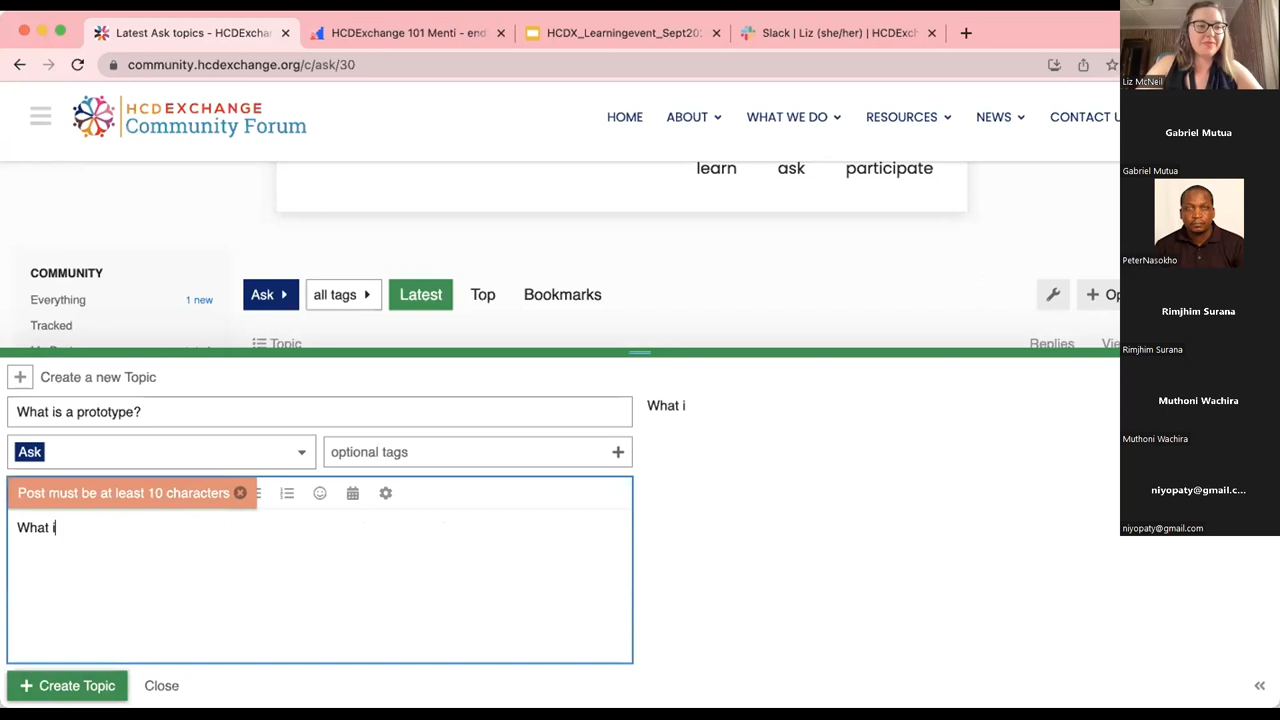 Latest Ask topics - HCDExcha
HCDExchange 101 Menti - end
HCDX_Learningevent_Sept20
Slack | Liz (she/her) | HCDExch
community.hcdexchange.org/c/ask/30
HCDEXCHANGE
Community Forum
HOME
ABOUT
WHAT WE DO
RESOURCES
NEWS
CONTACT U
learn
ask
participate
COMMUNITY
Everything
1 new
Tracked
Ask
all tags
Latest
Top
Bookmarks
Op
Topic
Replies
Create a new Topic
What is a prototype?
What i
Ask
optional tags
Post must be at least 10 characters
What i
Create Topic
Close
Liz McNeil
Gabriel Mutua
Gabriel Mutua
PeterNasokho
Rimjhim Surana
Rimjhim Surana
Muthoni Wachira
Muthoni Wachira
niyopaty@gmail.c...
niyopaty@gmail.com